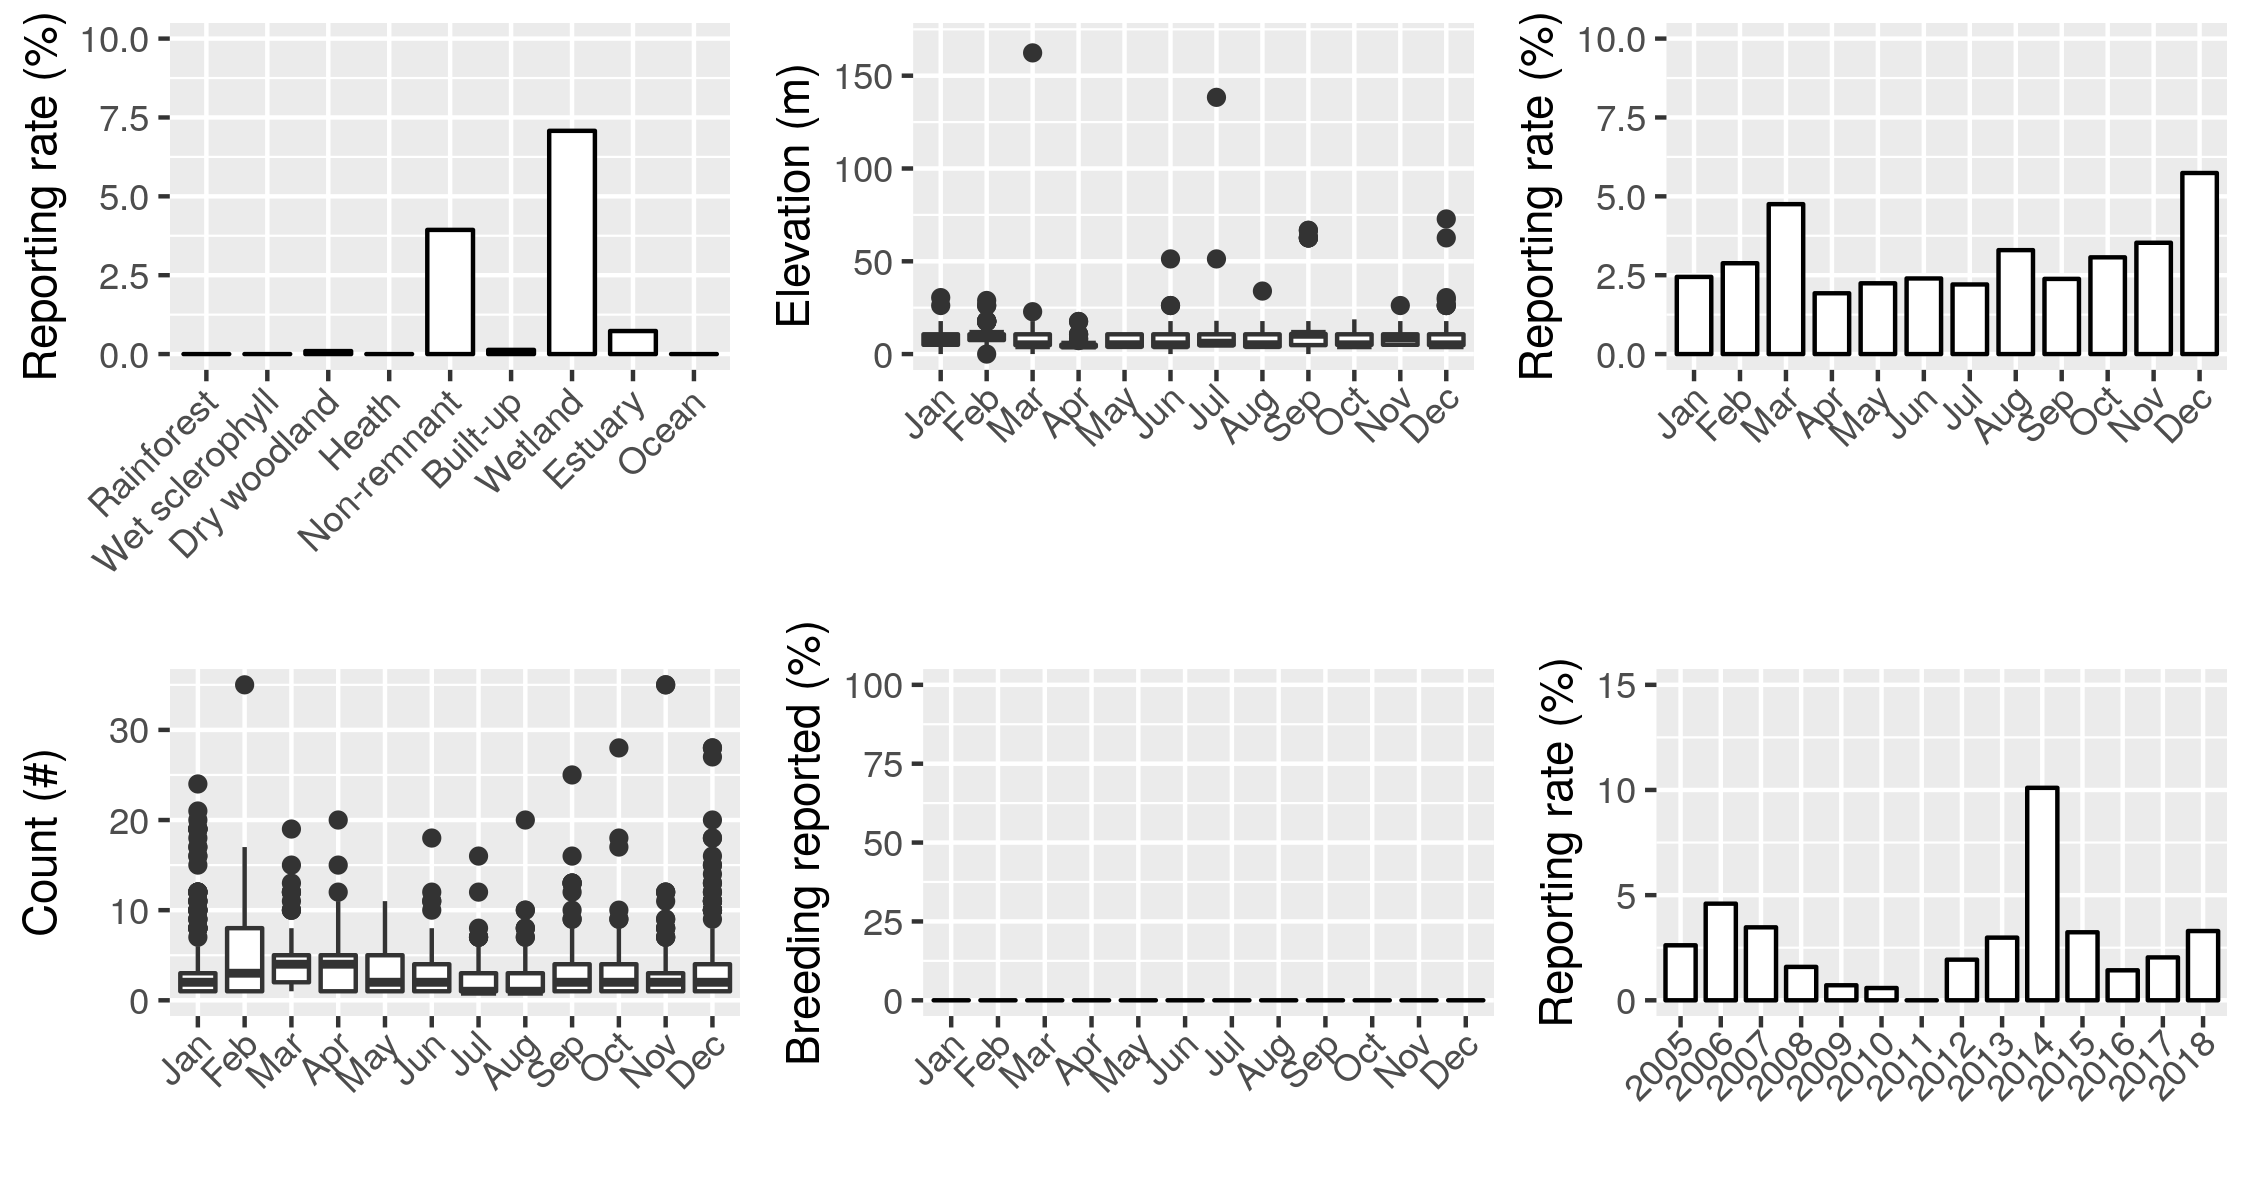 Reporting rate (%)
10.0
7.5
5.0
2.5
0.0
Rainforest
Wet sclerophyll
Dry woodland
Heath
Non-remnant
Built-up
Wetland
Estuary
Ocean
Elevation (m)
150
100
50
0
Jan
Feb
Mar
Apr
May
Jun
Jul
Aug
Sep
Oct
Nov
Dec
Reporting rate (%)
10.0
7.5
5.0
2.5
0.0
Jan
Feb
Mar
Apr
May
Jun
Jul
Aug
Sep
Oct
Nov
Dec
Count (#)
30
20
10
0
Jan
Feb
Mar
Apr
May
Jun
Jul
Aug
Sep
Oct
Nov
Dec
Breeding reported (%)
100
75
50
25
0
Jan
Feb
Mar
Apr
May
Jun
Jul
Aug
Sep
Oct
Nov
Dec
Reporting rate (%)
15
10
5
0
2005
2006
2007
2008
2009
2010
2011
2012
2013
2014
2015
2016
2017
2018